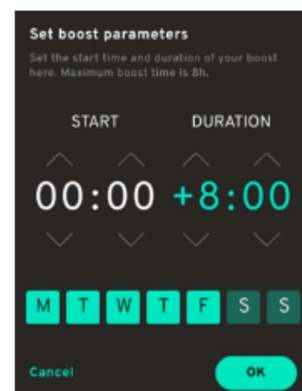 Set boost parameters
Set the start time and duration of your boost
here. Maximum boost time is 8h.
START DURATION
00:00 +8:00
M T W T F S S
Cancel OK